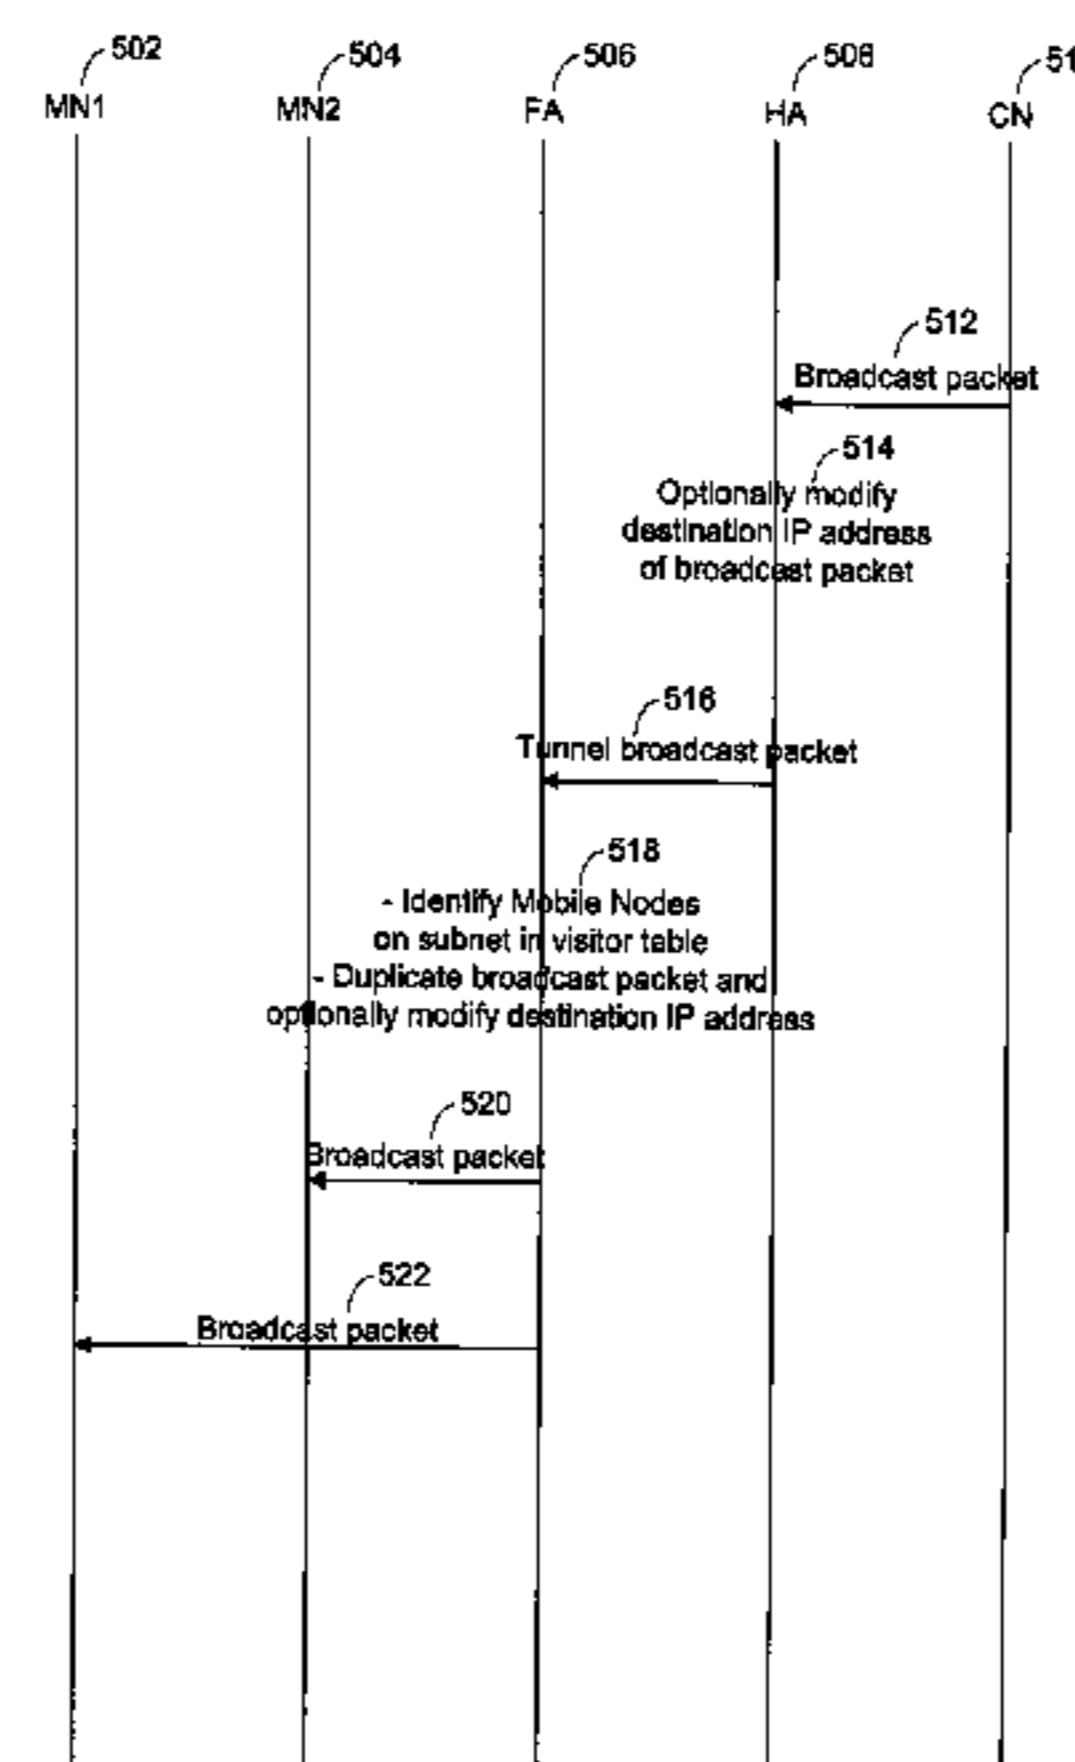 502
504
506
508
51
MN1
MN2
FA
HA
CN
512
Broadcast packet
514
Optionally modify
destination IP address
of broadcast packet
516
Tunnel broadcast packet
518
- Identify Mobile Nodes
on subnet in visitor table
- Duplicate broadcast packet and
optionally modify destination IP address
520
Broadcast packet
522
Broadcast packet